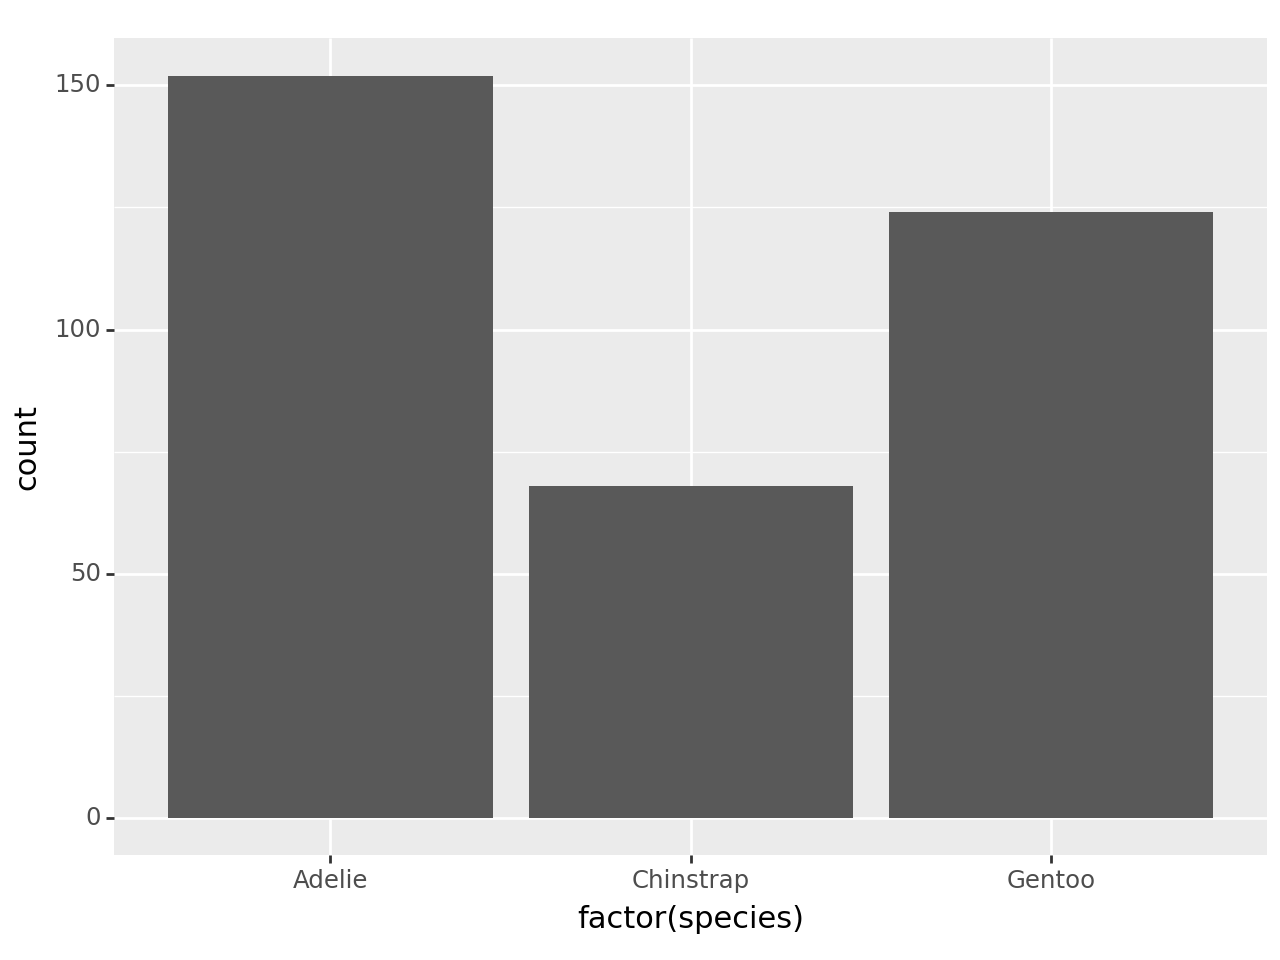 150
100
50
0
count
Adelie Chinstrap Gentoo
factor(species)